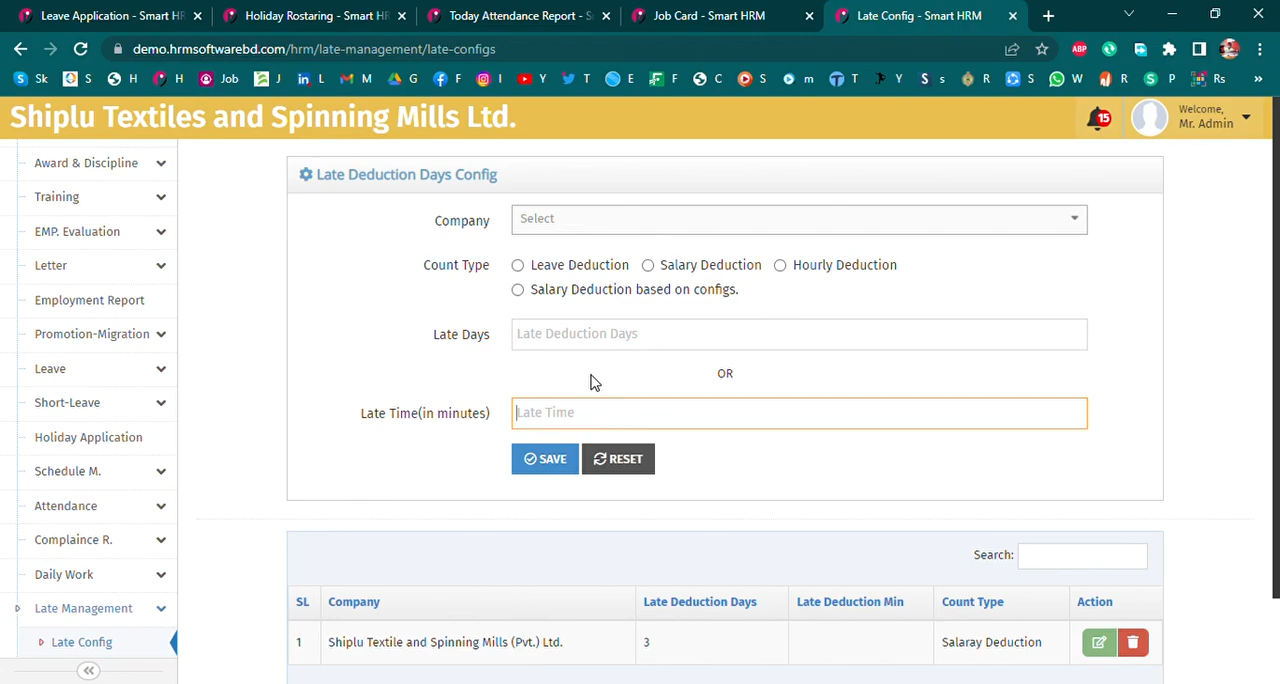 Leave Application - Smart HR
Holiday Rostaring - Smart HR
Today Attendance Report - S
Job Card - Smart HRM
Late Config - Smart HRM
demo.hrmsoftwarebd.com/hrm/late-management/late-configs
ABP
Sk S H H Job J L M G F I Y T E F C S m T Y s R S W R P Rs »
Shiplu Textiles and Spinning Mills Ltd.
15
Welcome,
Mr. Admin
Award & Discipline
Training
EMP. Evaluation
Letter
Employment Report
Promotion-Migration
Leave
Short-Leave
Holiday Application
Schedule M.
Attendance
Complaince R.
Daily Work
Late Management
Late Config
Late Deduction Days Config
Company Select
Count Type Leave Deduction Salary Deduction Hourly Deduction
Salary Deduction based on configs.
Late Days Late Deduction Days
OR
Late Time(in minutes) Late Time
SAVE RESET
Search:
SL Company Late Deduction Days Late Deduction Min Count Type Action
1 Shiplu Textile and Spinning Mills (Pvt.) Ltd. 3 Salaray Deduction